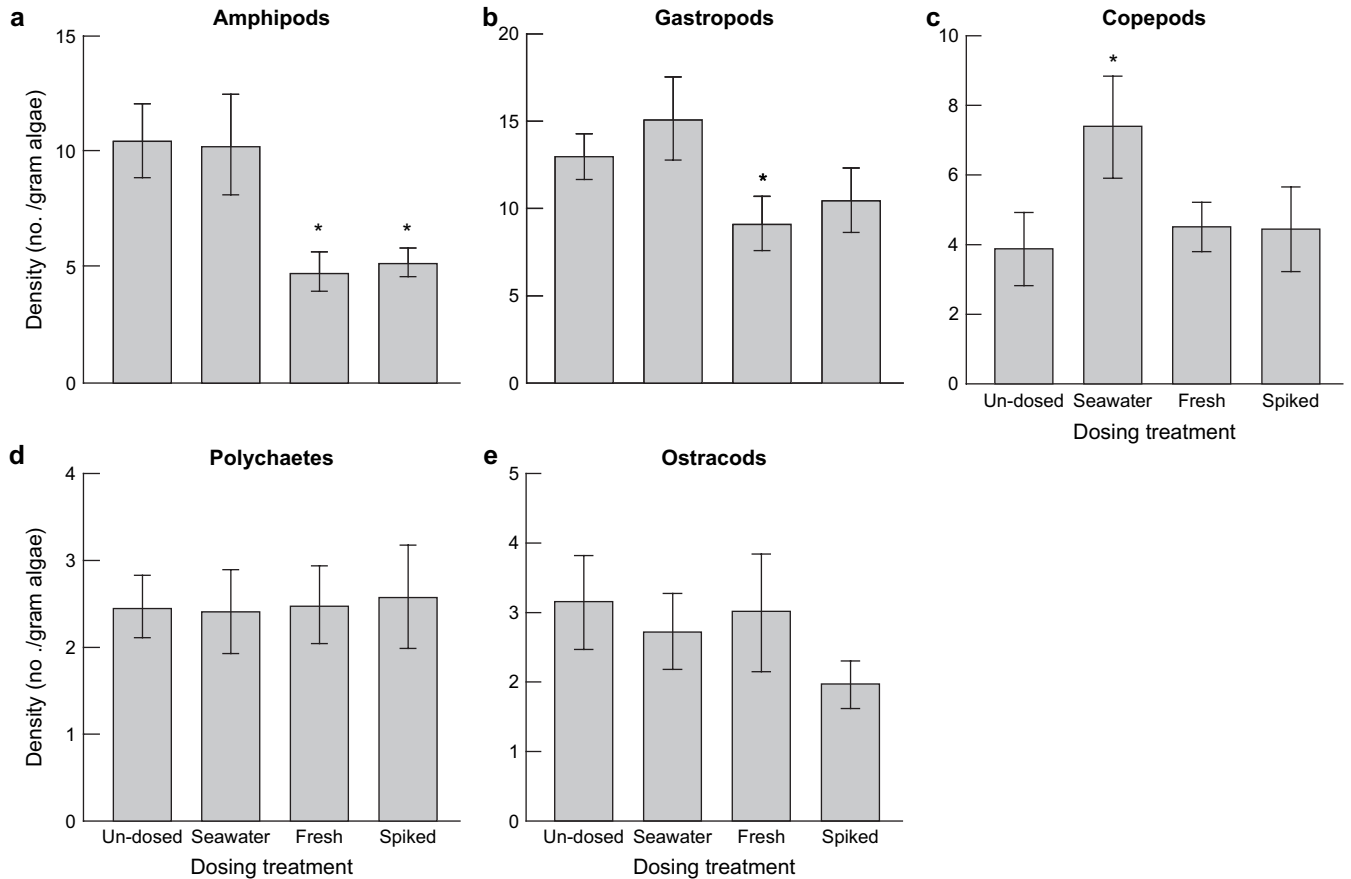 a
Amphipods
15
10
5
0
Density (no. /gram algae)
*
*
b
Gastropods
20
15
10
5
0
*
c
Copepods
10
8
6
4
2
0
*
Un-dosed Seawater Fresh Spiked
Dosing treatment
d
Polychaetes
4
3
2
1
0
Density (no ./gram algae)
Un-dosed Seawater Fresh Spiked
Dosing treatment
e
Ostracods
5
4
3
2
1
0
Un-dosed Seawater Fresh Spiked
Dosing treatment